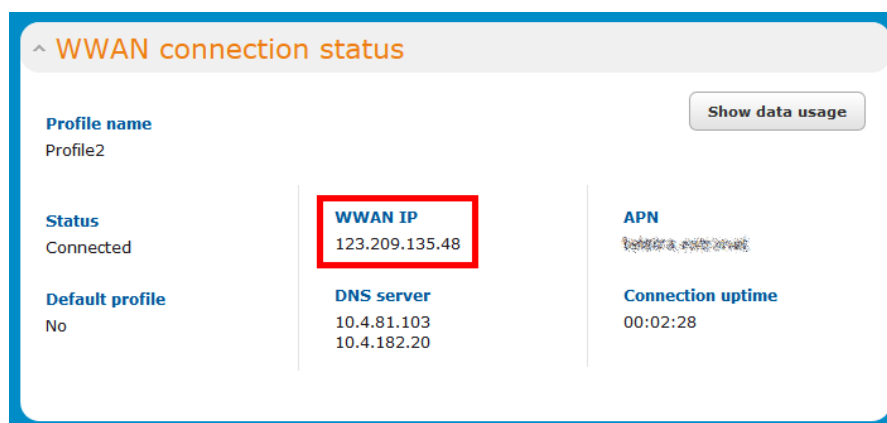 WWAN connection status
Show data usage
Profile name
Profile2
Status
Connected
WWAN IP
123.209.135.48
APN
Default profile
No
DNS server
10.4.81.103
10.4.182.20
Connection uptime
00:02:28